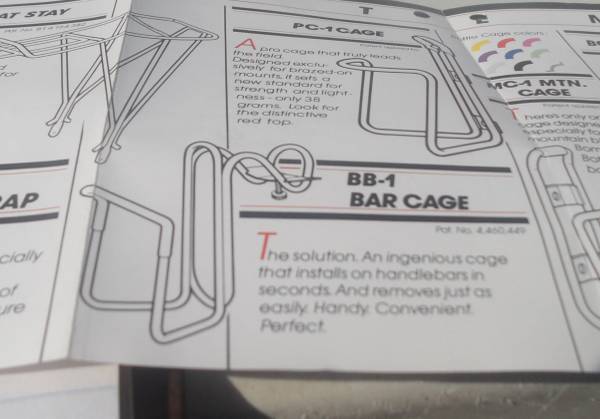 AT STAY
T
M
PC-1 CAGE
A pro cage that truly leads
the field.
Designed exclu-
sively for brazed-on
mounts, it sets a
new standard for
strength and light-
ness - only 38
grams. Look for
the distinctive
red top.
Bottle Cage colors:
MC-1 MTN.
CAGE
There's only on
cage designe
especially fo
mountain b
BB-1
BAR CAGE
Pat. No. 4,460,449
The solution. An ingenious cage
that installs on handlebars in
seconds. And removes just as
easily. Handy. Convenient.
Perfect.
AP
cially
of
ure